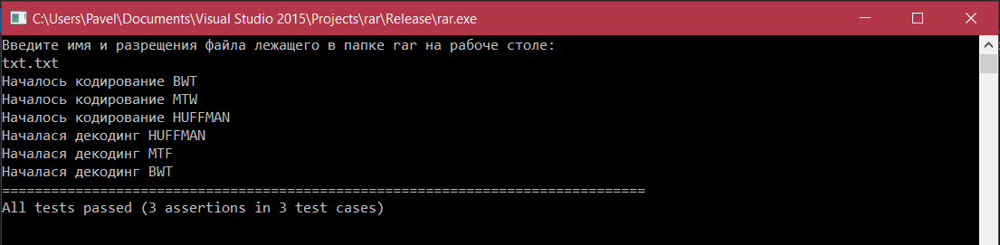 C:\Users\Pavel\Documents\Visual Studio 2015\Projects\rar\Release\rar.exe
Введите имя и разрещения файла лежащего в папке rar на рабоче столе:
txt.txt
Началось кодирование BWT
Началось кодирование MTW
Началось кодирование HUFFMAN
Началася декодинг HUFFMAN
Началася декодинг MTF
Началася декодинг BWT
===============================================================================
All tests passed (3 assertions in 3 test cases)